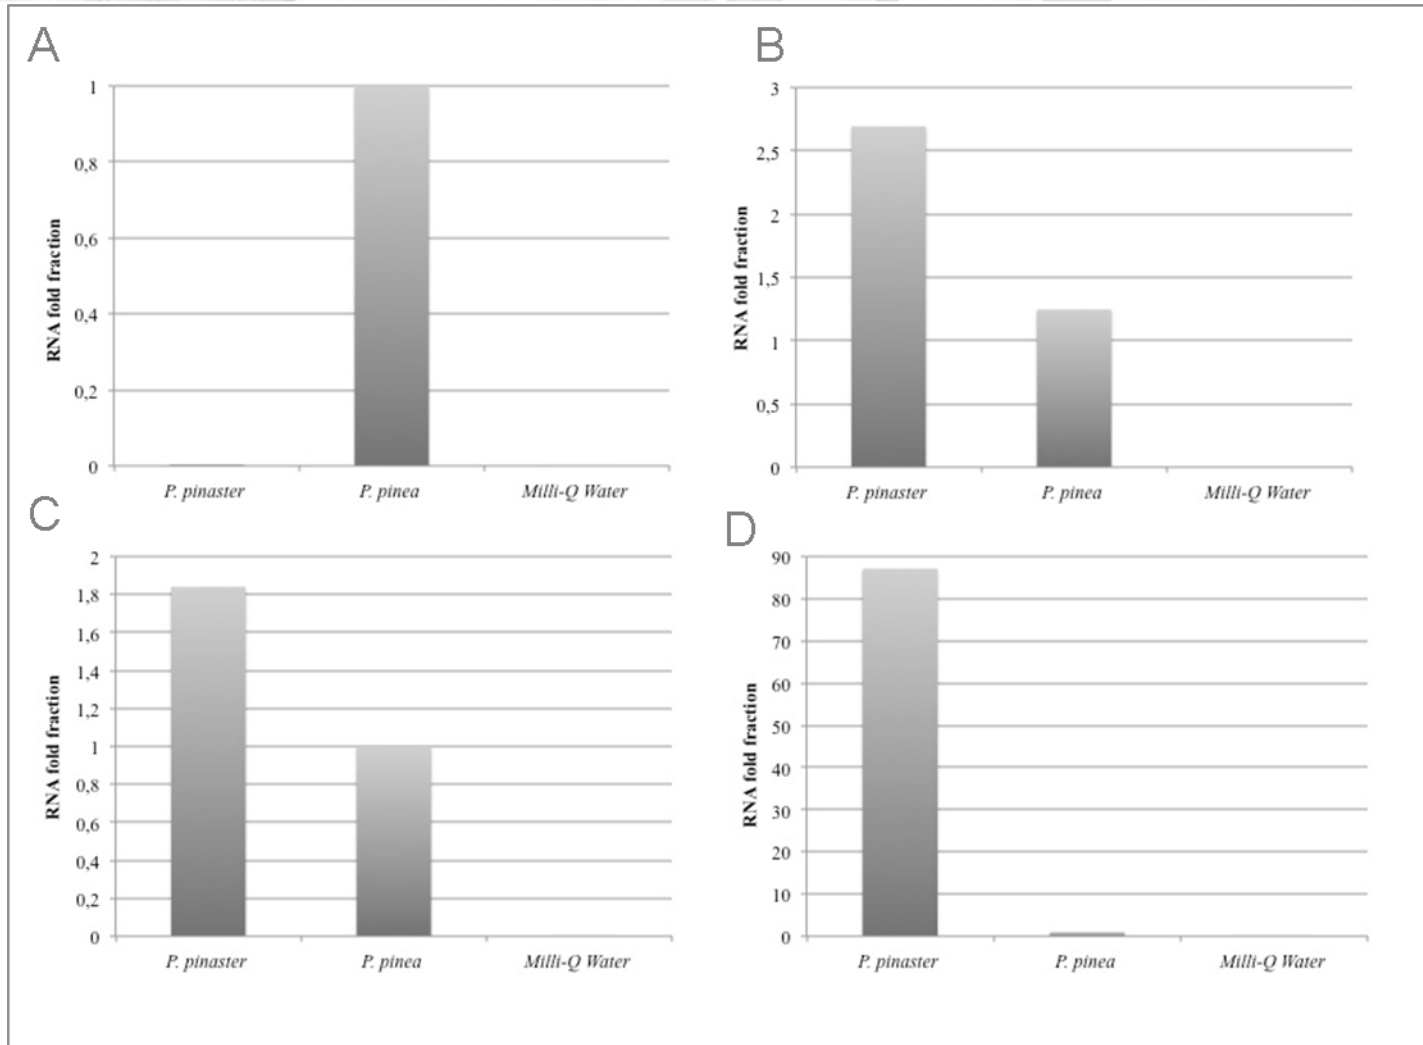 A
RNA fold fraction
1
0,8
0,6
0,4
0,2
0
P. pinaster P. pinea Milli-Q Water
B
RNA fold fraction
3
2,5
2
1,5
1
0,5
0
P. pinaster P. pinea Milli-Q Water
C
RNA fold fraction
2
1,8
1,6
1,4
1,2
1
0,8
0,6
0,4
0,2
0
P. pinaster P. pinea Milli-Q Water
D
RNA fold fraction
90
80
70
60
50
40
30
20
10
0
P. pinaster P. pinea Milli-Q Water